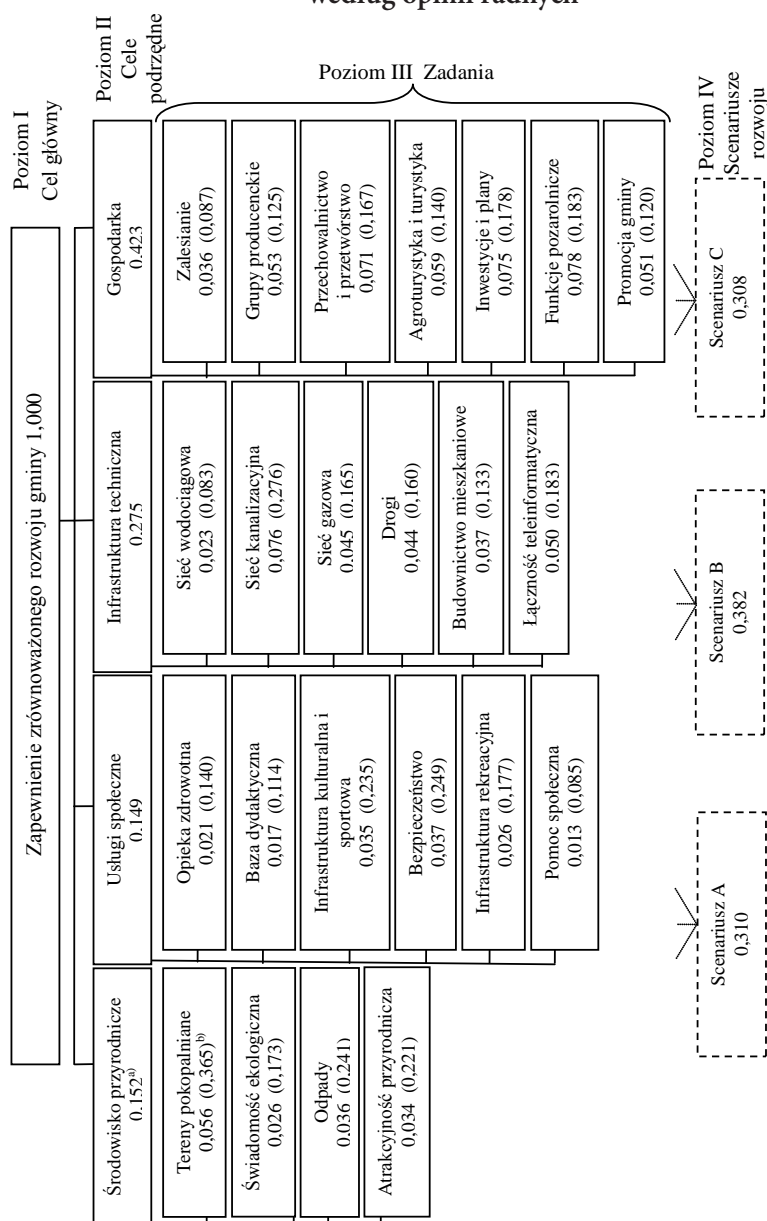 według opinii radnych
Poziom I
Cel główny
Zapewnienie zrównoważonego rozwoju gminy 1,000
Poziom II
Cele
podrzędne
Środowisko przyrodnicze
0.152a)
Usługi społeczne
0.149
Infrastruktura techniczna
0.275
Gospodarka
0.423
Poziom III Zadania
Tereny pokopalniane
0,056 (0,365)b)
Świadomość ekologiczna
0,026 (0,173)
Odpady
0.036 (0.241)
Atrakcyjność przyrodnicza
0,034 (0,221)
Opieka zdrowotna
0,021 (0,140)
Baza dydaktyczna
0,017 (0,114)
Infrastruktura kulturalna i
sportowa
0,035 (0,235)
Bezpieczeństwo
0,037 (0,249)
Infrastruktura rekreacyjna
0,026 (0,177)
Pomoc społeczna
0,013 (0,085)
Sieć wodociągowa
0,023 (0,083)
Sieć kanalizacyjna
0,076 (0,276)
Sieć gazowa
0.045 (0.165)
Drogi
0,044 (0,160)
Budownictwo mieszkaniowe
0,037 (0,133)
Łączność teleinformatyczna
0.050 (0.183)
Zalesianie
0,036 (0,087)
Grupy producenckie
0,053 (0,125)
Przechowalnictwo
i przetwórstwo
0,071 (0,167)
Agroturystyka i turystyka
0,059 (0,140)
Inwestycje i plany
0,075 (0,178)
Funkcje pozarolnicze
0,078 (0,183)
Promocja gminy
0,051 (0,120)
Poziom IV
Scenariusze
rozwoju
Scenariusz A
0,310
Scenariusz B
0,382
Scenariusz C
0,308